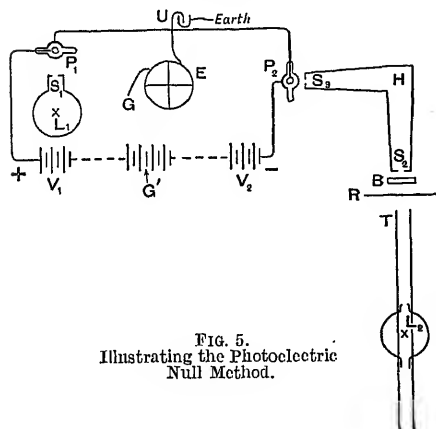 U Earth
P₁
P₂
S₁
S₃
H
E
G
x L₁
S₂
B
R
+ V₁
G'
V₂ −
T
x L₂
FIG. 5.
Illustrating the Photoelectric
Null Method.